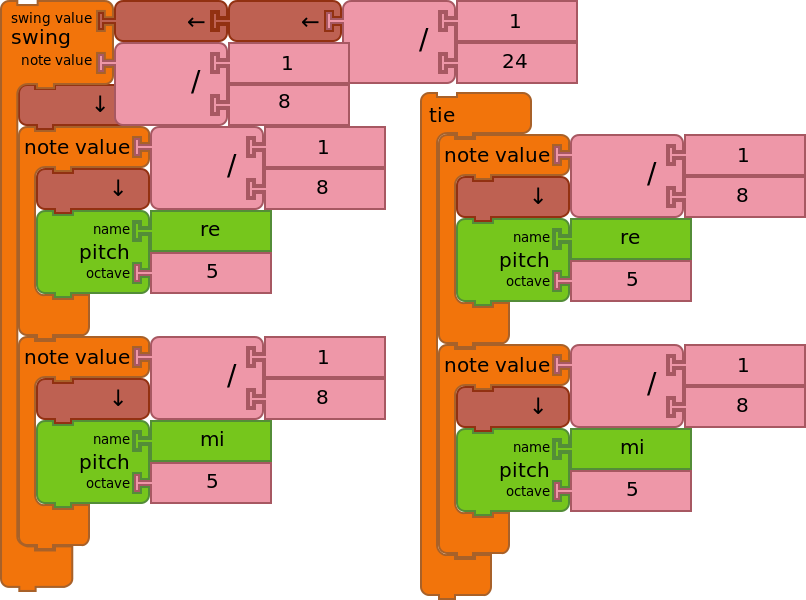 swing value ← ← / 1
swing
note value / 1 24
↓ 8
note value / 1
↓ 8
name re
pitch
octave 5
note value / 1
↓ 8
name mi
pitch
octave 5
tie
note value / 1
↓ 8
name re
pitch
octave 5
note value / 1
↓ 8
name mi
pitch
octave 5